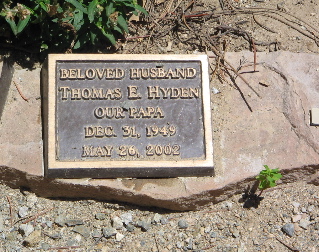 BELOVED HUSBAND
THOMAS E. HYDEN
OUR PAPA
DEC. 31, 1949
MAY 26, 2002